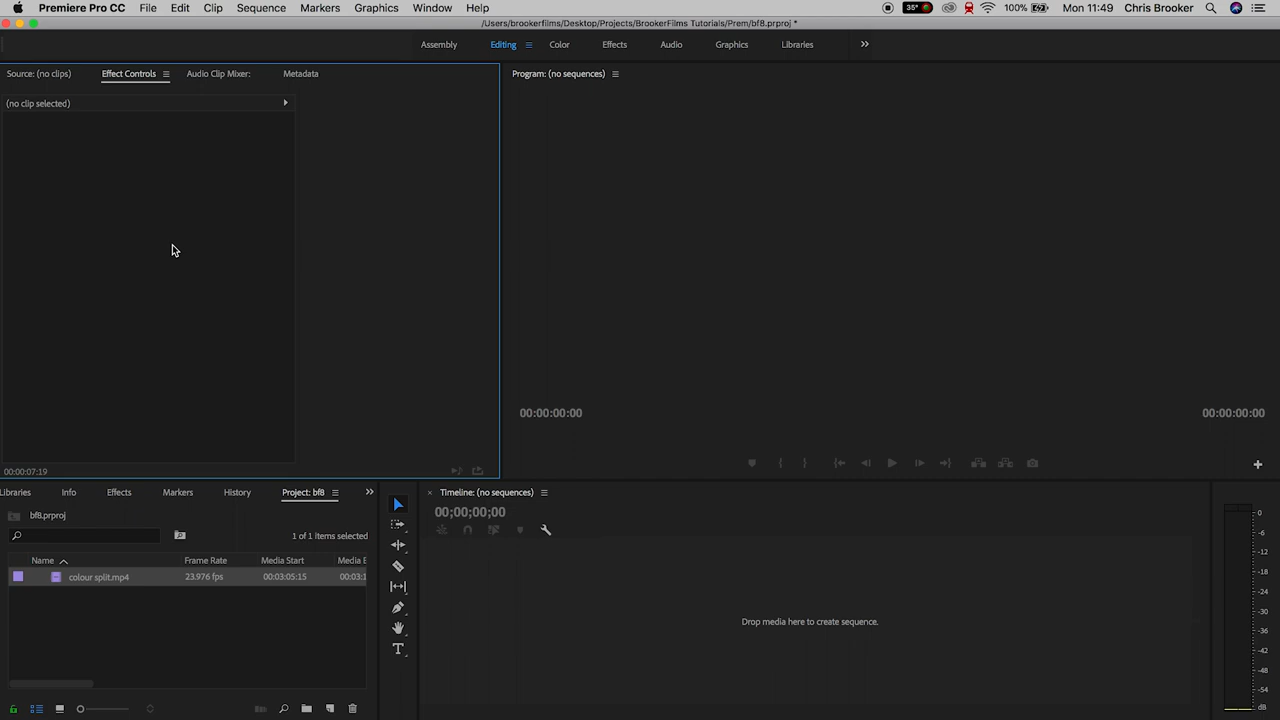 Premiere Pro CC File Edit Clip Sequence Markers Graphics Window Help 35° 100% Mon 11:49 Chris Brooker
/Users/brookerfilms/Desktop/Projects/BrookerFilms Tutorials/Prem/bf8.prproj *
Assembly Editing Color Effects Audio Graphics Libraries
Source: (no clips) Effect Controls Audio Clip Mixer: Metadata
Program: (no sequences)
(no clip selected)
00:00:00:00 00:00:00:00
00:00:07:19
Libraries Info Effects Markers History Project: bf8
Timeline: (no sequences)
bf8.prproj
00;00;00;00
1 of 1 items selected
Name Frame Rate Media Start Media E
colour split.mp4 23.976 fps 00:03:05:15 00:03:1
Drop media here to create sequence.
T
0
-6
-12
-18
-24
-30
-36
-42
-48
-54
dB